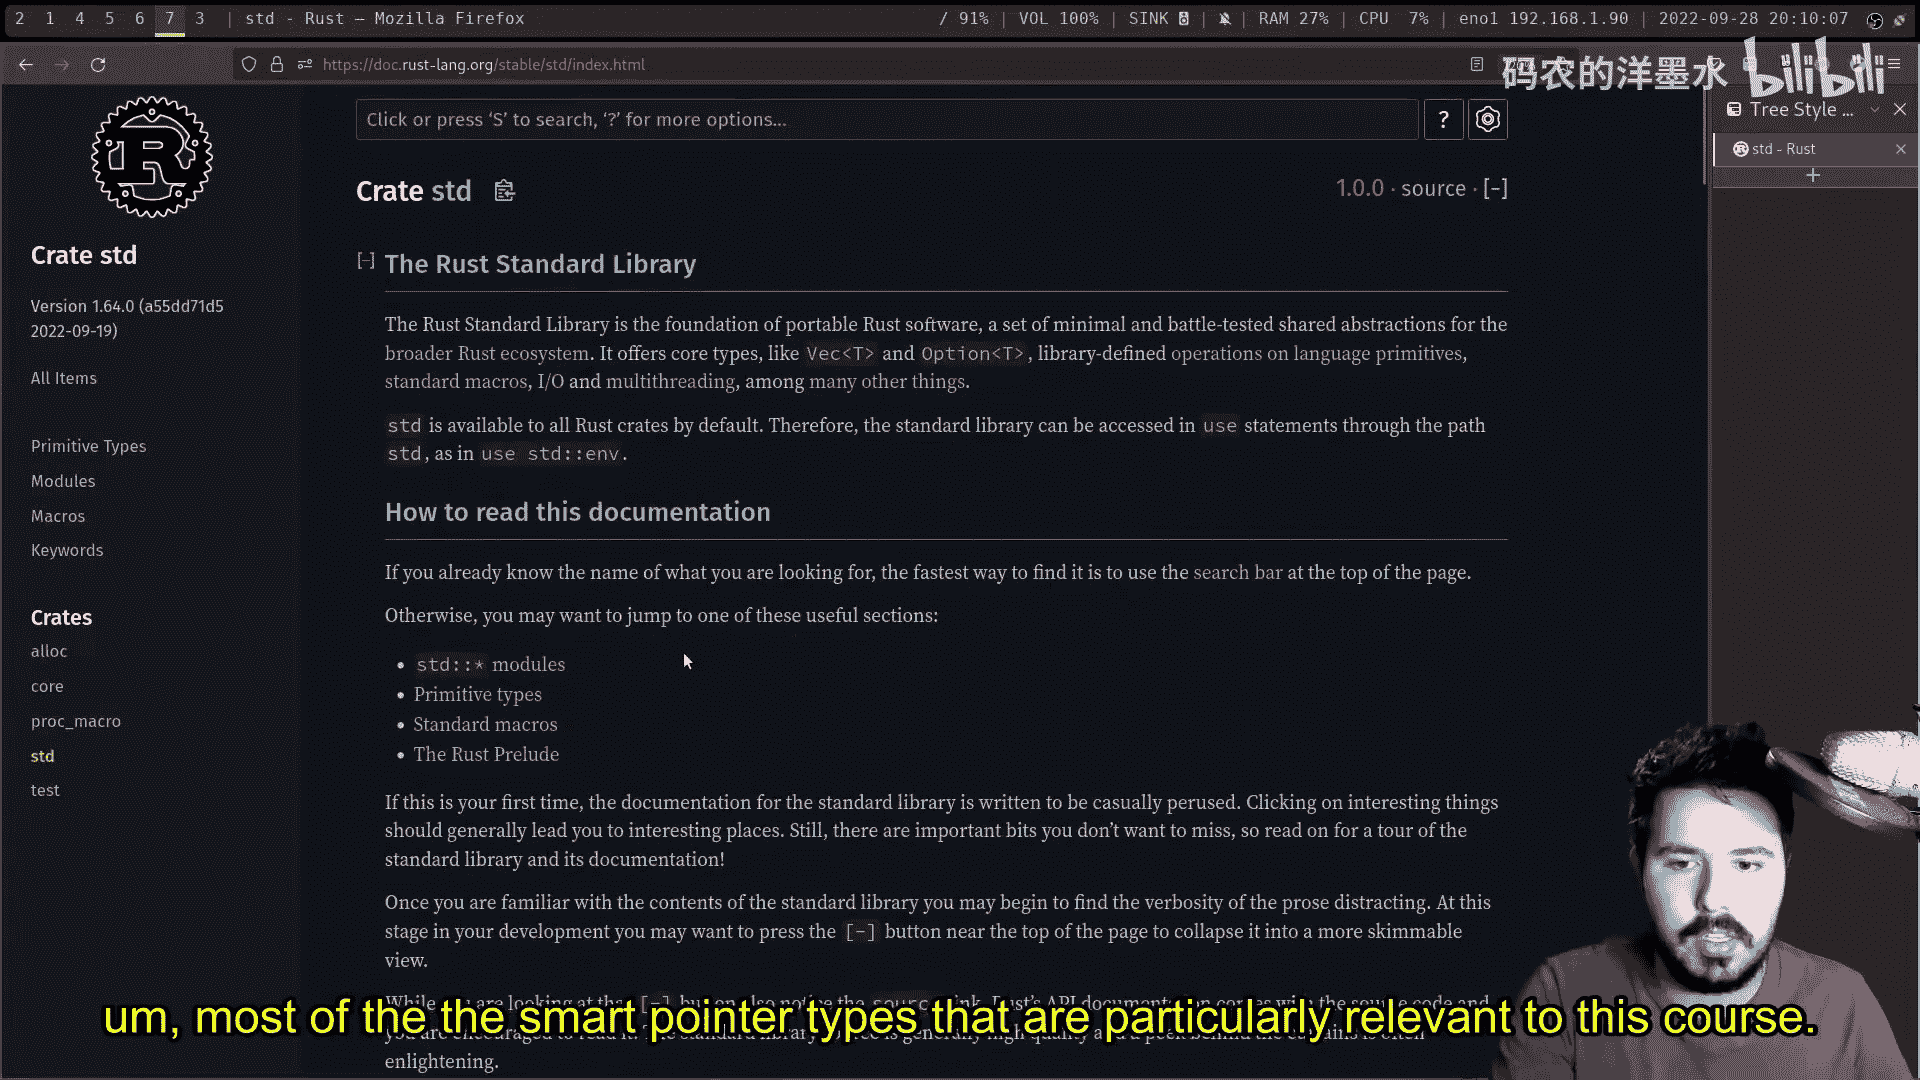 2 1 4 5 6 7 3 | std - Rust — Mozilla Firefox
/ 91% | VOL 100% | SINK | | RAM 27% | CPU 7% | eno1 192.168.1.90 | 2022-09-28 20:10:07
https://doc.rust-lang.org/stable/std/index.html
码农的洋墨水 bilibili
Tree Style ...
std - Rust
Click or press ‘S’ to search, ‘?’ for more options...
?
Crate std
1.0.0 · source · [-]
Crate std
Version 1.64.0 (a55dd71d5
2022-09-19)
All Items
Primitive Types
Modules
Macros
Keywords
Crates
alloc
core
proc_macro
std
test
[-] The Rust Standard Library
The Rust Standard Library is the foundation of portable Rust software, a set of minimal and battle-tested shared abstractions for the
broader Rust ecosystem. It offers core types, like Vec<T> and Option<T>, library-defined operations on language primitives,
standard macros, I/O and multithreading, among many other things.
std is available to all Rust crates by default. Therefore, the standard library can be accessed in use statements through the path
std, as in use std::env.
How to read this documentation
If you already know the name of what you are looking for, the fastest way to find it is to use the search bar at the top of the page.
Otherwise, you may want to jump to one of these useful sections:
• std::* modules
• Primitive types
• Standard macros
• The Rust Prelude
If this is your first time, the documentation for the standard library is written to be casually perused. Clicking on interesting things
should generally lead you to interesting places. Still, there are important bits you don’t want to miss, so read on for a tour of the
standard library and its documentation!
Once you are familiar with the contents of the standard library you may begin to find the verbosity of the prose distracting. At this
stage in your development you may want to press the [-] button near the top of the page to collapse it into a more skimmable
view.
um, most of the the smart pointer types that are particularly relevant to this course.
enlightening.